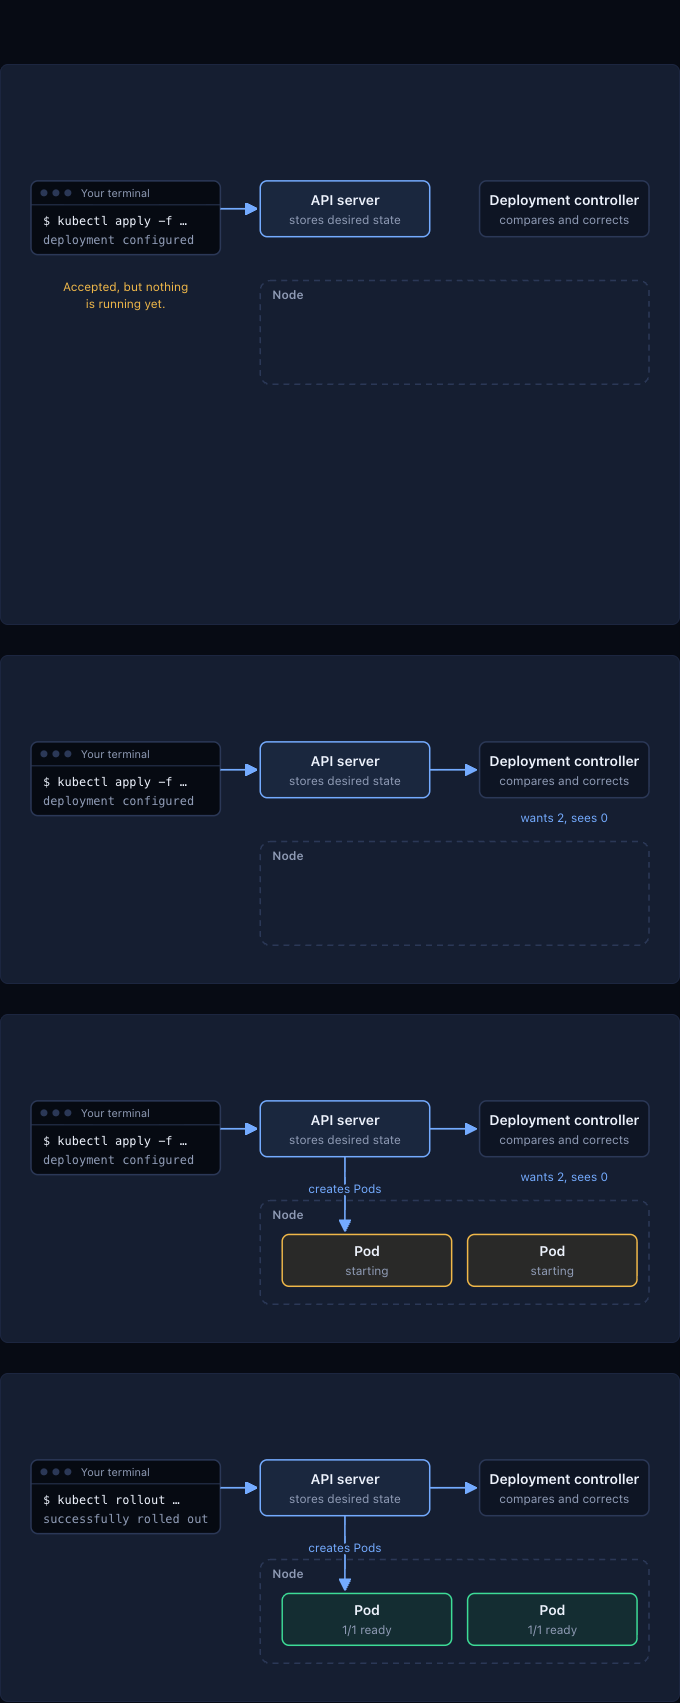 Your terminal
$ kubectl apply -f …
deployment configured
API server
stores desired state
Deployment controller
compares and corrects
Accepted, but nothing
is running yet.
Node
Your terminal
$ kubectl apply -f …
deployment configured
API server
stores desired state
Deployment controller
compares and corrects
wants 2, sees 0
Node
Your terminal
$ kubectl apply -f …
deployment configured
API server
stores desired state
Deployment controller
compares and corrects
wants 2, sees 0
creates Pods
Node
Pod
starting
Pod
starting
Your terminal
$ kubectl rollout …
successfully rolled out
API server
stores desired state
Deployment controller
compares and corrects
creates Pods
Node
Pod
1/1 ready
Pod
1/1 ready